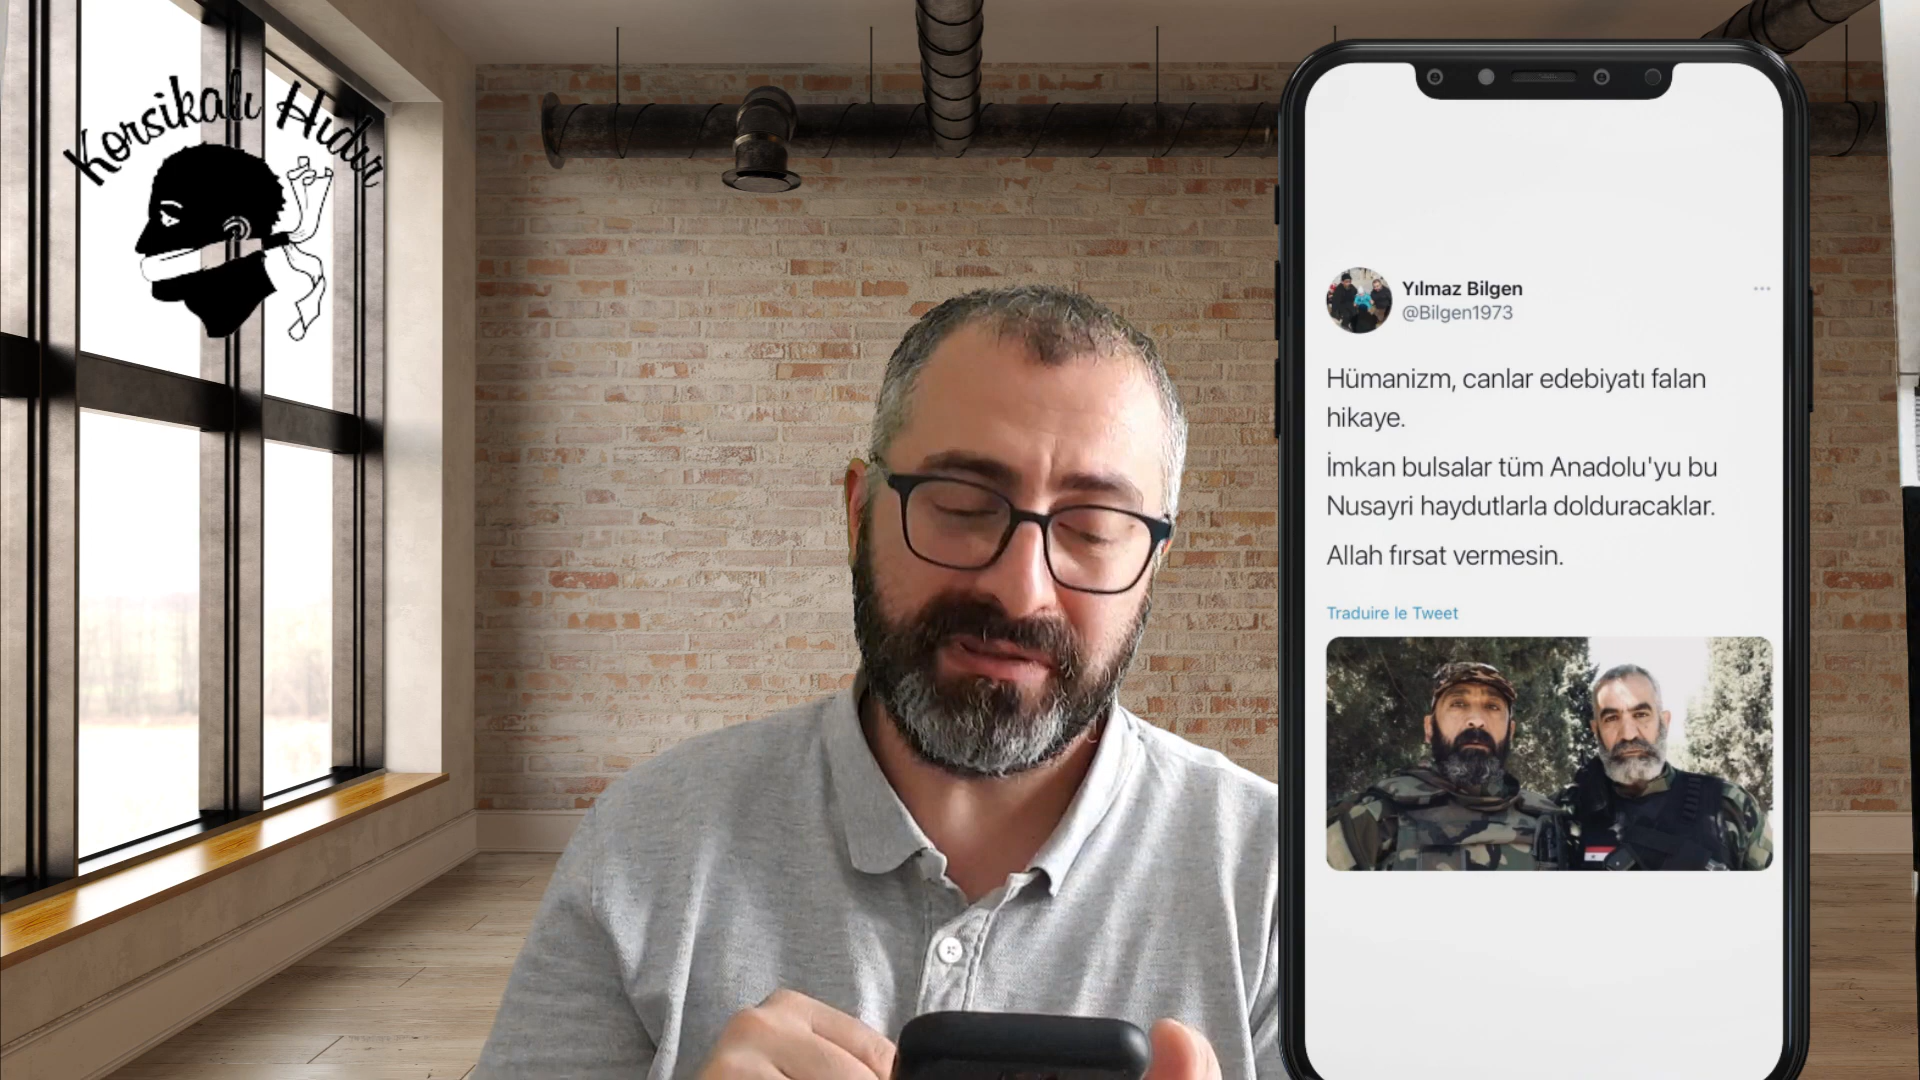 Korsikalı Hıdır
Yılmaz Bilgen
@Bilgen1973
Hümanizm, canlar edebiyatı falan
hikaye.
İmkan bulsalar tüm Anadolu'yu bu
Nusayri haydutlarla dolduracaklar.
Allah fırsat vermesin.
Traduire le Tweet